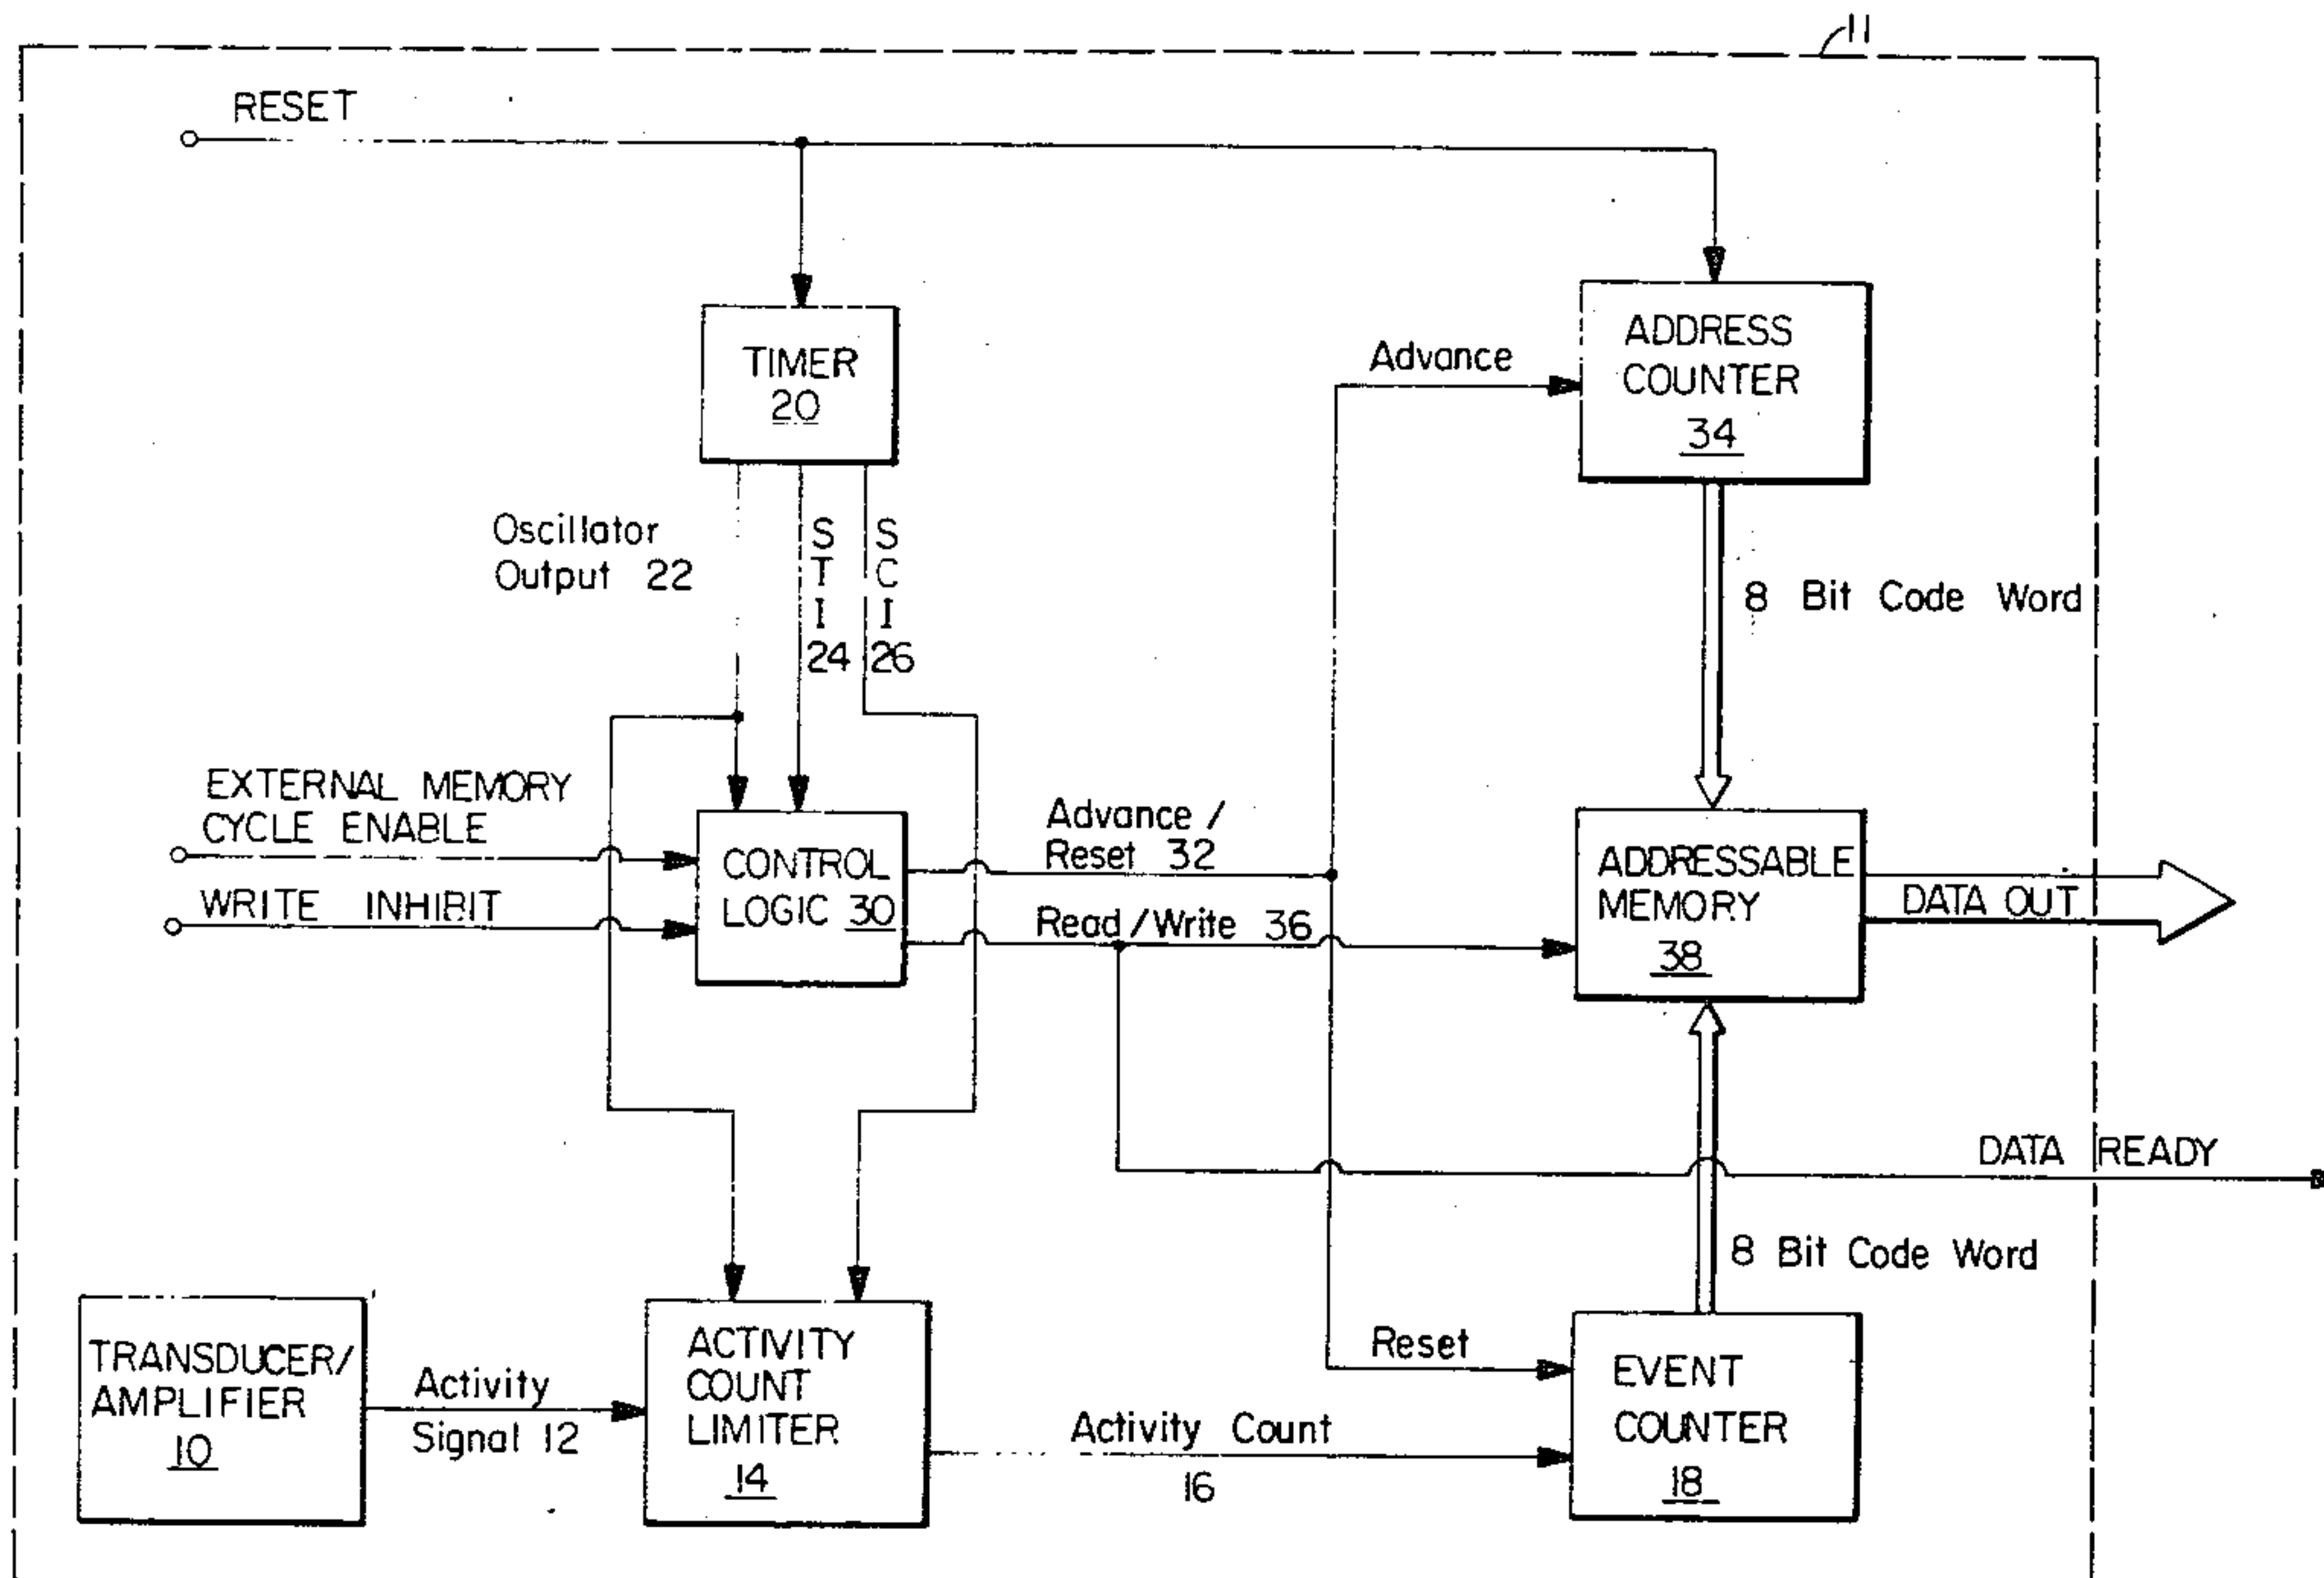 11
RESET
TIMER
20
ADDRESS
COUNTER
34
Advance
Oscillator
Output 22
S
T
I
24
S
C
I
26
8 Bit Code Word
EXTERNAL MEMORY
CYCLE ENABLE
WRITE INHIBIT
CONTROL
LOGIC 30
Advance /
Reset 32
Read / Write 36
ADDRESSABLE
MEMORY
38
DATA OUT
DATA READY
8 Bit Code Word
TRANSDUCER/
AMPLIFIER
10
Activity
Signal 12
ACTIVITY
COUNT
LIMITER
14
Activity Count
16
Reset
EVENT
COUNTER
18